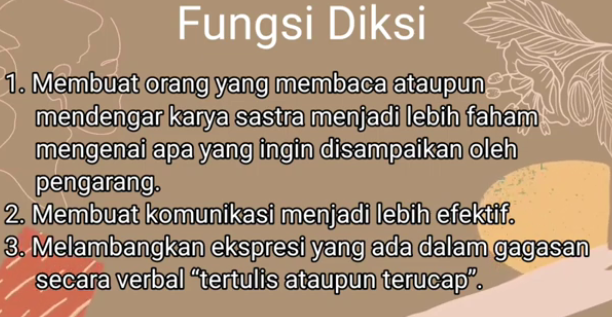 Fungsi Diksi
1. Membuat orang yang membaca ataupun
mendengar karya sastra menjadi lebih faham
mengenai apa yang ingin disampaikan oleh
pengarang.
2. Membuat komunikasi menjadi lebih efektif.
3. Melambangkan ekspresi yang ada dalam gagasan
secara verbal “tertulis ataupun terucap”.